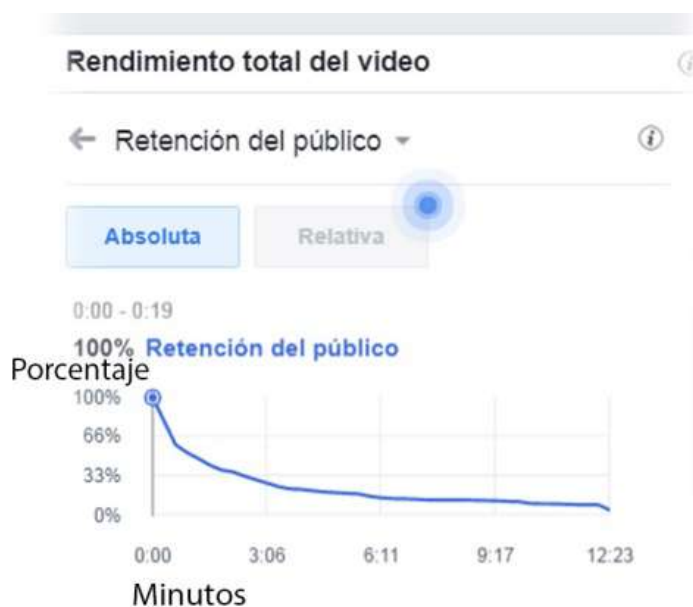 Rendimiento total del video
Retención del público
Absoluta Relativa
0:00 - 0:19
100% Retención del público
Porcentaje
100%
66%
33%
0%
0:00 3:06 6:11 9:17 12:23
Minutos